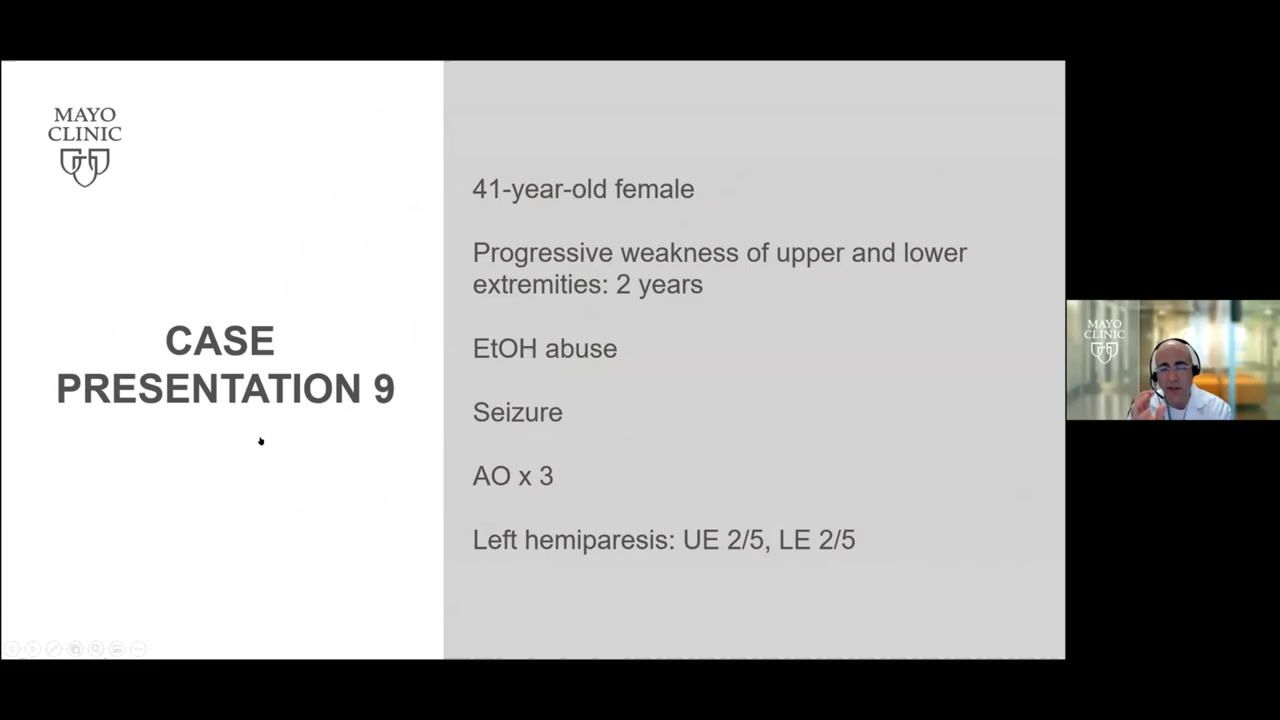 MAYO
CLINIC
CASE
PRESENTATION 9
41-year-old female
Progressive weakness of upper and lower
extremities: 2 years
EtOH abuse
Seizure
AO x 3
Left hemiparesis: UE 2/5, LE 2/5
MAYO
CLINIC